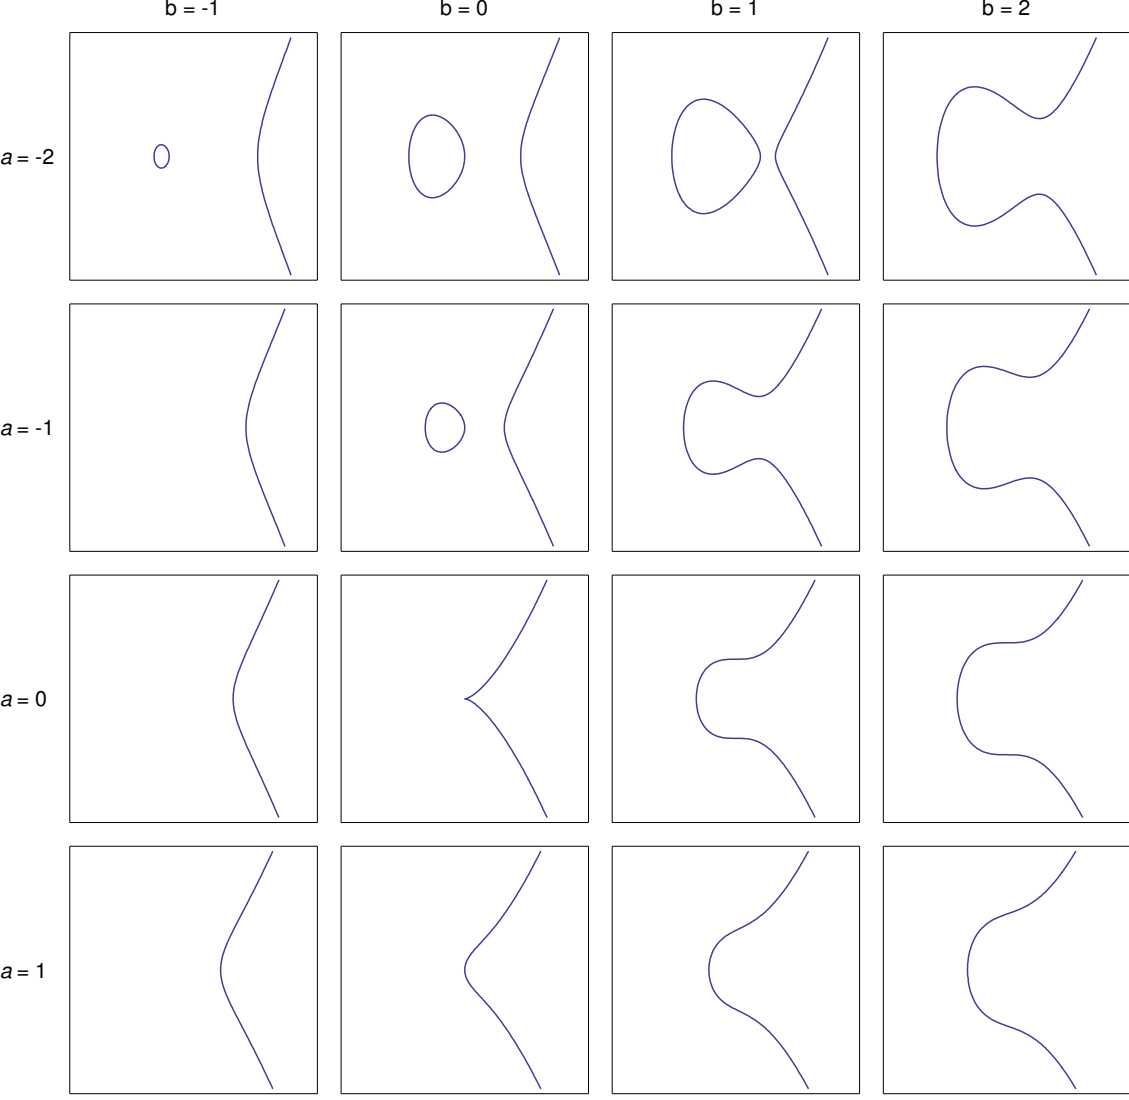 b = -1 b = 0 b = 1 b = 2
a = -2
a = -1
a = 0
a = 1